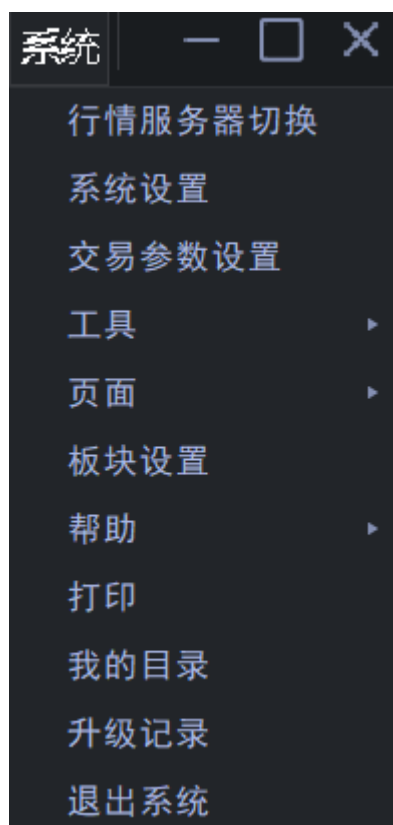 系统
行情服务器切换
系统设置
交易参数设置
工具
页面
板块设置
帮助
打印
我的目录
升级记录
退出系统